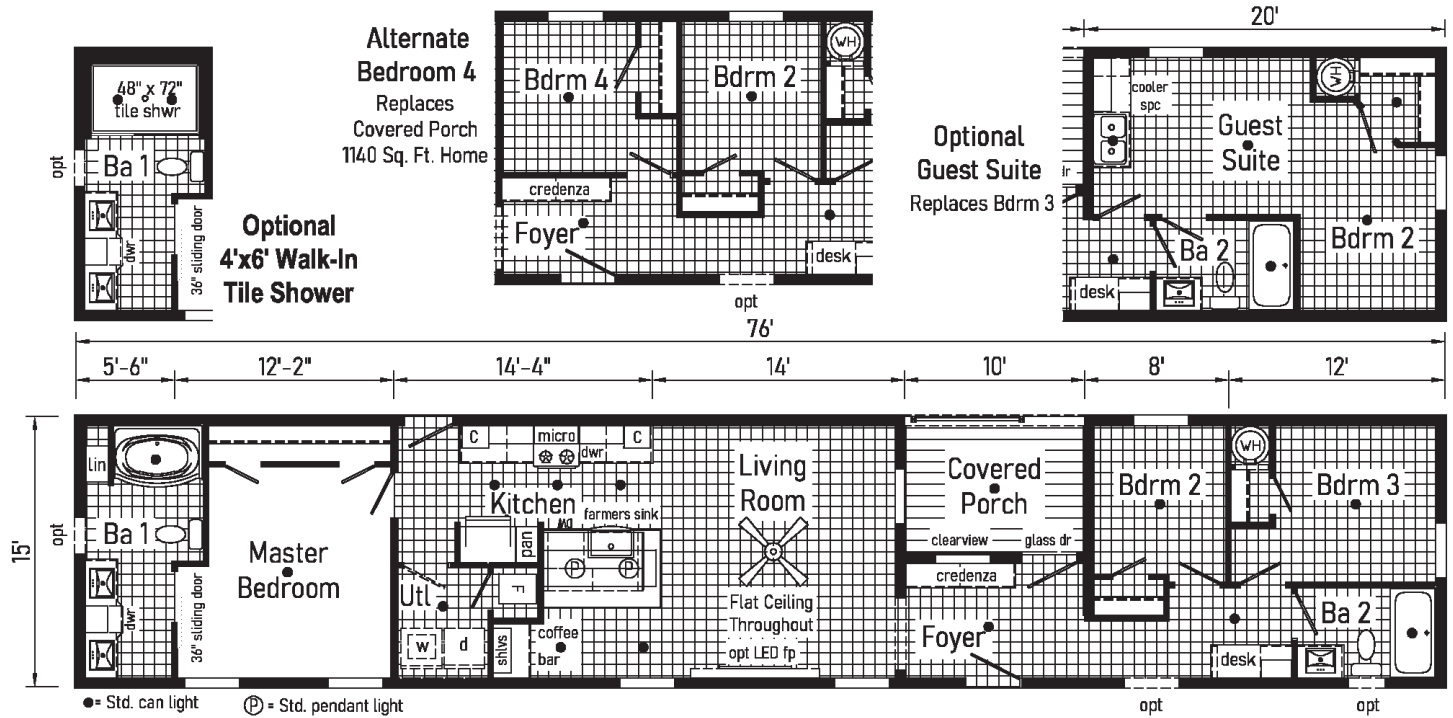 48" x 72"
tile shwr
opt
Ba 1
dwr
36" sliding door
Optional
4'x6' Walk-In
Tile Shower
Alternate
Bedroom 4
Replaces
Covered Porch
1140 Sq. Ft. Home
Bdrm 4
Bdrm 2
WH
credenza
Foyer
desk
opt
Optional
Guest Suite
Replaces Bdrm 3
20'
cooler
spc
dr
Guest
Suite
WH
Ba 2
Bdrm 2
desk
76'
5'-6"
12'-2"
14'-4"
14'
10'
8'
12'
15'
lin
opt
Ba 1
dwr
36" sliding door
Master
Bedroom
C
micro
dwr
C
Kitchen
DW
farmers sink
pan
P
P
Utl
F
w
d
shlvs
coffee
bar
Living
Room
Flat Ceiling
Throughout
opt LED fp
Covered
Porch
clearview
glass dr
credenza
Foyer
Bdrm 2
WH
Bdrm 3
Ba 2
desk
opt
opt
●= Std. can light
Ⓟ = Std. pendant light